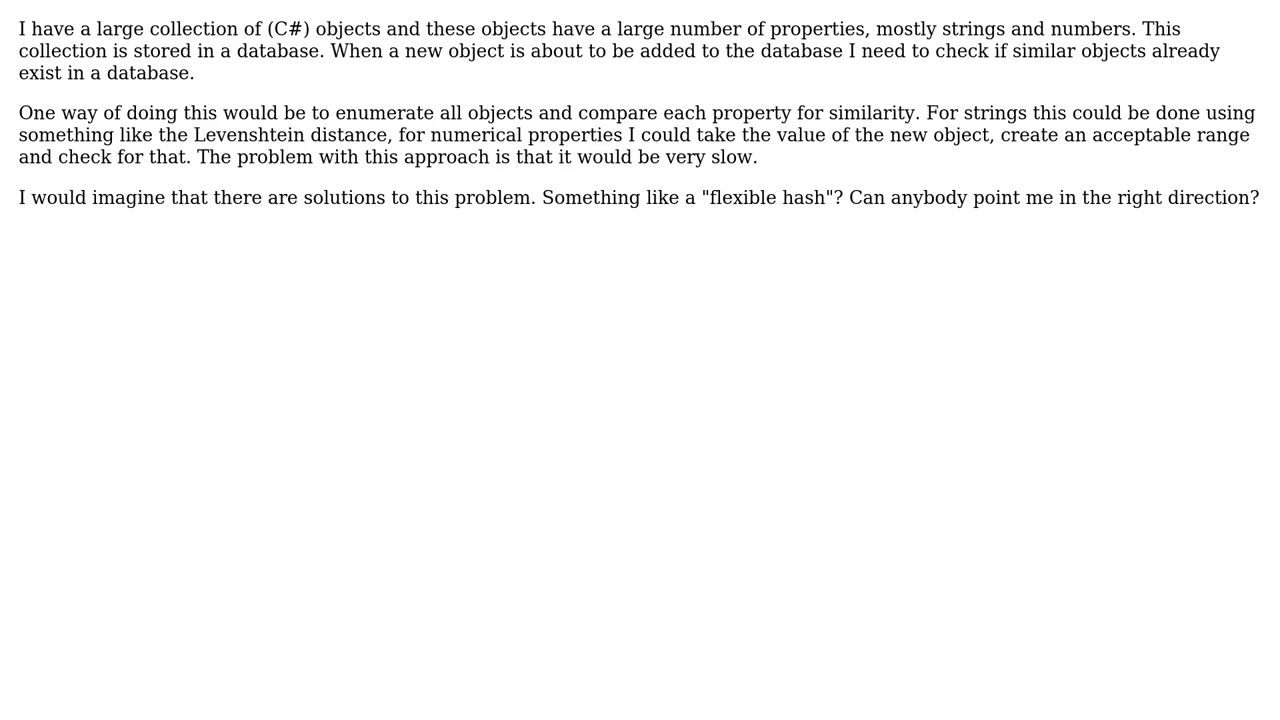 I have a large collection of (C#) objects and these objects have a large number of properties, mostly strings and numbers. This
collection is stored in a database. When a new object is about to be added to the database I need to check if similar objects already
exist in a database.
One way of doing this would be to enumerate all objects and compare each property for similarity. For strings this could be done using
something like the Levenshtein distance, for numerical properties I could take the value of the new object, create an acceptable range
and check for that. The problem with this approach is that it would be very slow.
I would imagine that there are solutions to this problem. Something like a "flexible hash"? Can anybody point me in the right direction?